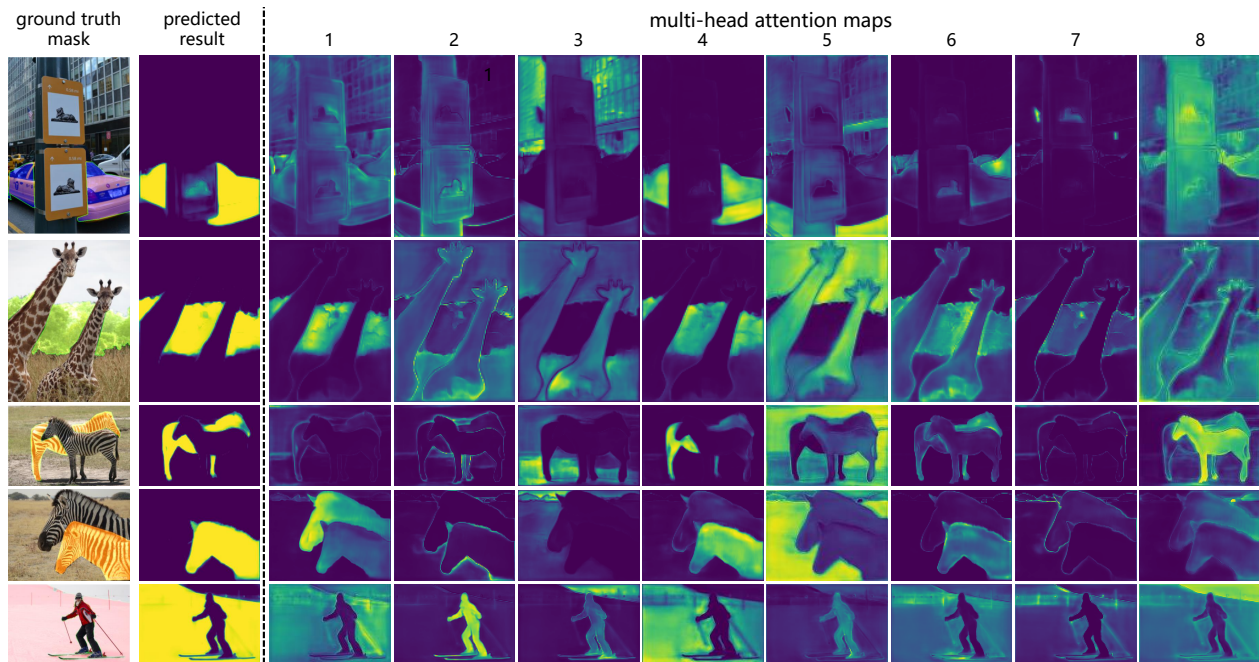 ground truth
mask
predicted
result
multi-head attention maps
1 2 3 4 5 6 7 8
1